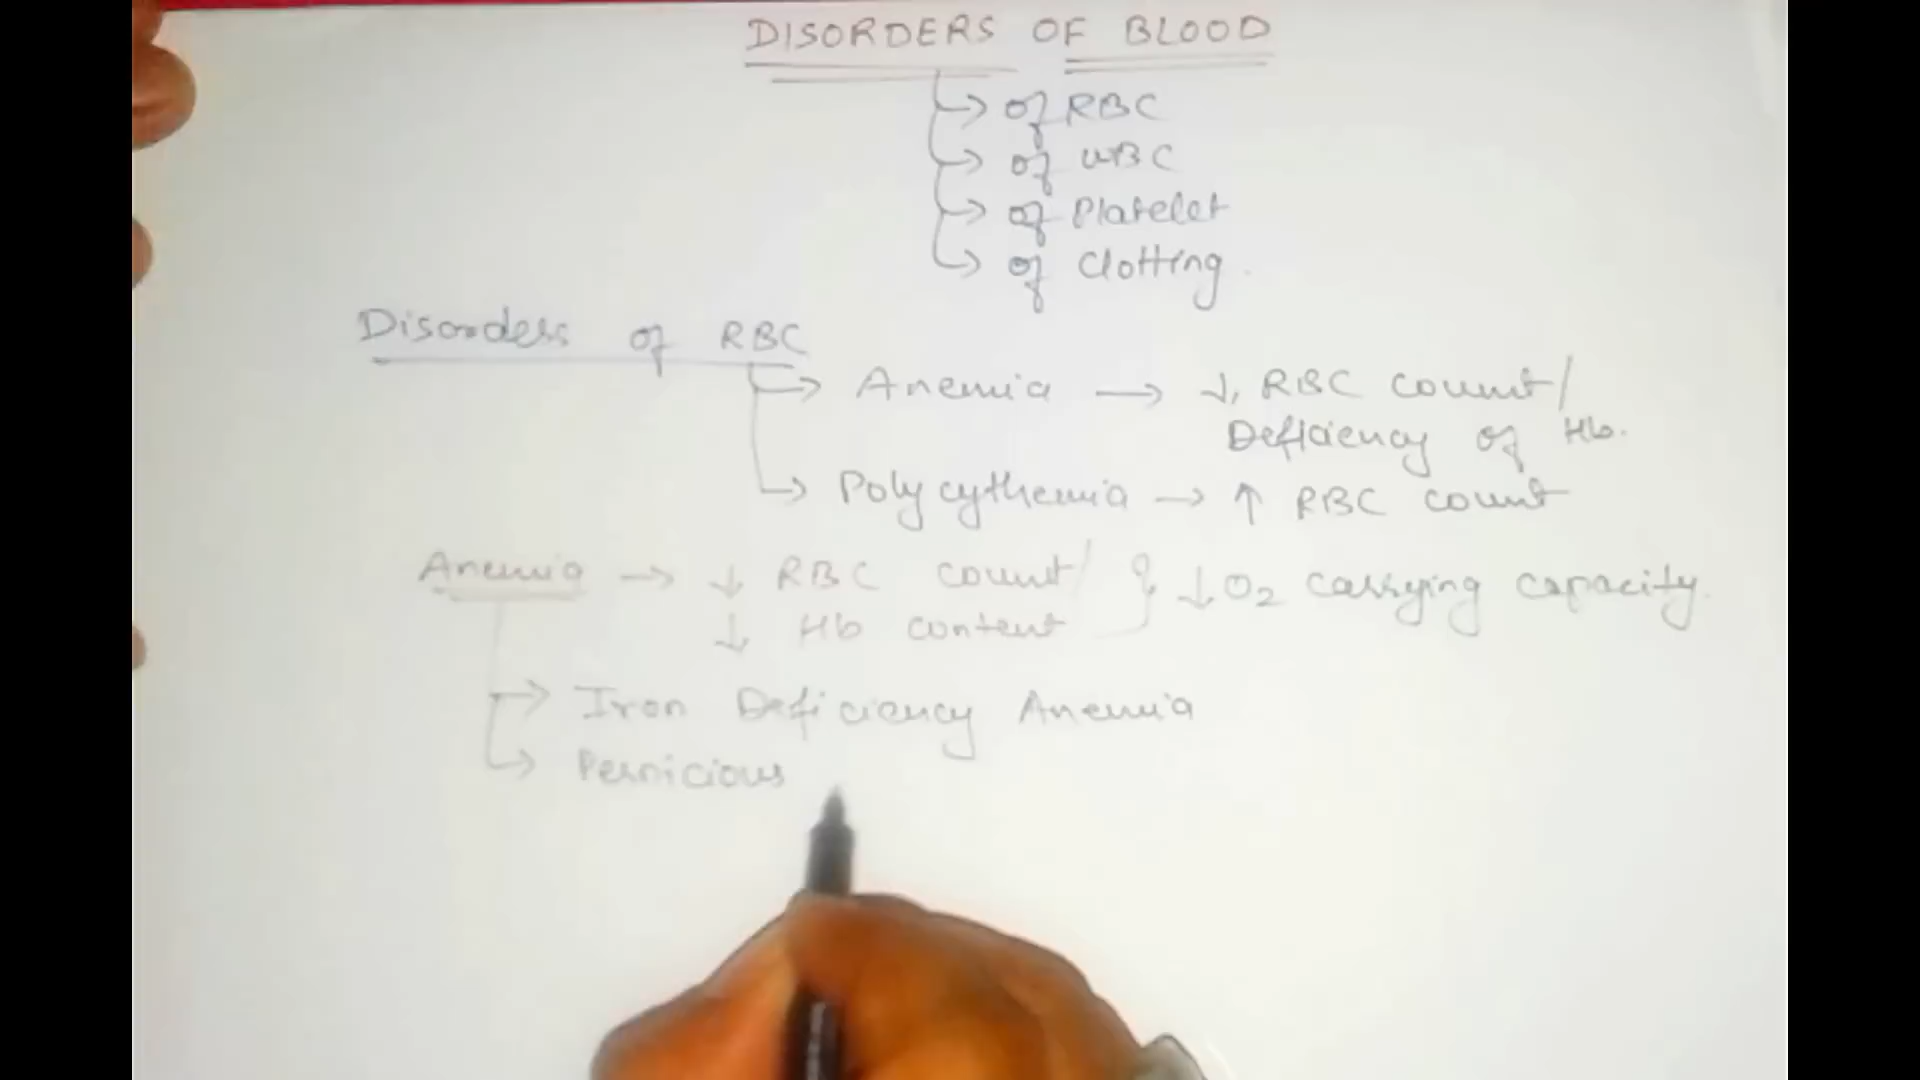 DISORDERS OF BLOOD
→ of RBC
→ of WBC
→ of Platelet
→ of Clotting.
Disorders of RBC
→ Anemia → ↓ RBC count/
Deficiency of Hb.
→ Polycythemia → ↑ RBC count
Anemia → ↓ RBC count/ } ↓ O2 carrying capacity.
↓ Hb content
→ Iron Deficiency Anemia
→ Pernicious